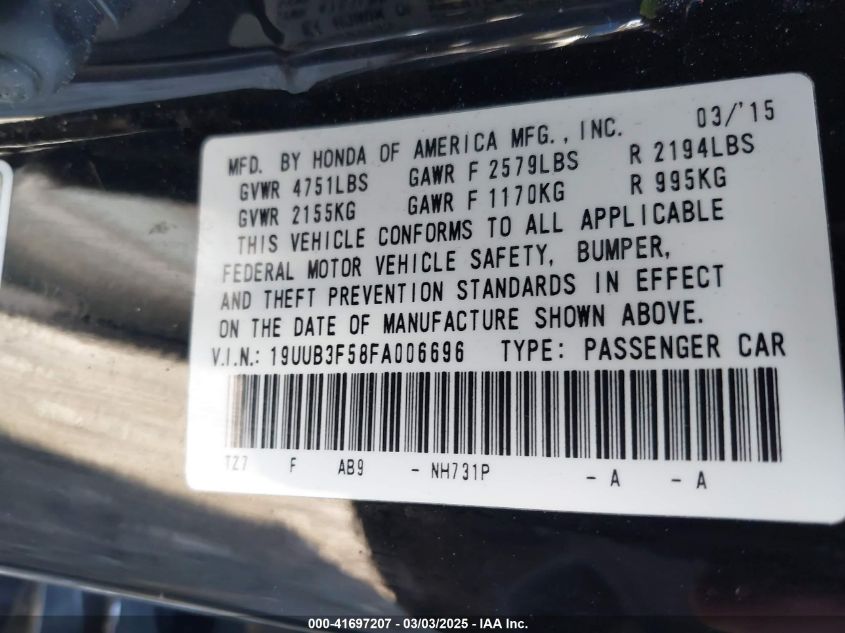 03/'15
MFD. BY HONDA OF AMERICA MFG., INC.
GVWR 4751LBS GAWR F 2579LBS R 2194LBS
GVWR 2155KG GAWR F 1170KG R 995KG
THIS VEHICLE CONFORMS TO ALL APPLICABLE
FEDERAL MOTOR VEHICLE SAFETY, BUMPER,
AND THEFT PREVENTION STANDARDS IN EFFECT
ON THE DATE OF MANUFACTURE SHOWN ABOVE.
V.I.N.: 19UUB3F58FA006696 TYPE: PASSENGER CAR
TZ7 F AB9 - NH731P - A - A
000-41697207 - 03/03/2025 - IAA Inc.